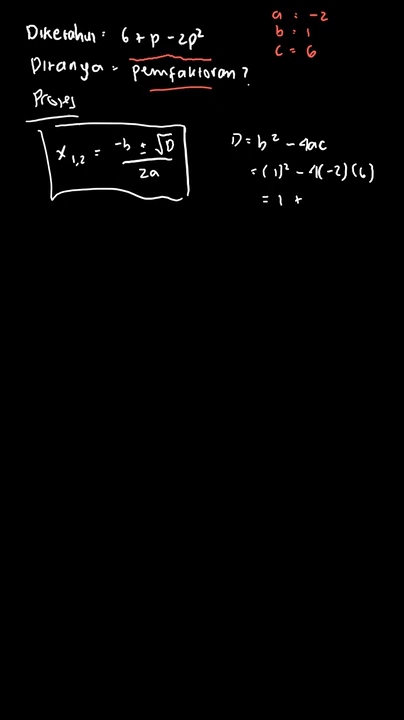 Diketahui = 6 + p - 2p²
a = -2
b = 1
c = 6
Ditanya = pemfaktoran?
Proses
x₁,₂ = (-b ± √D) / 2a
D = b² - 4ac
= (1)² - 4(-2)(6)
= 1 +